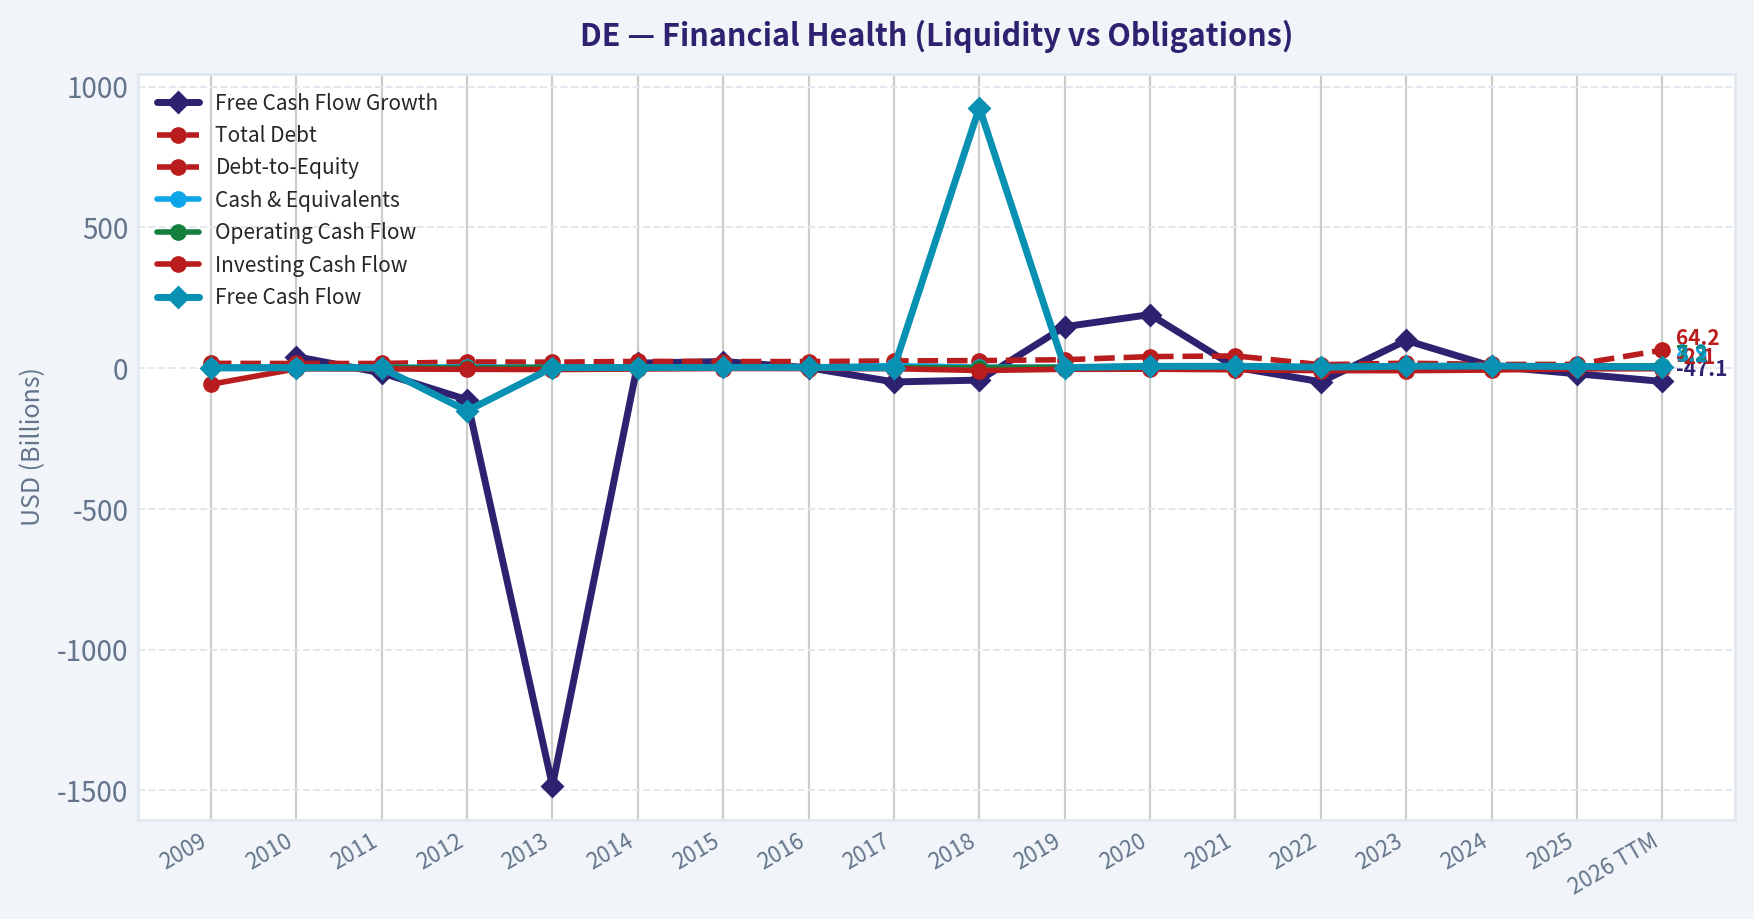 DE — Financial Health (Liquidity vs Obligations)
USD (Billions)
1000
500
0
-500
-1000
-1500
Free Cash Flow Growth
Total Debt
Debt-to-Equity
Cash & Equivalents
Operating Cash Flow
Investing Cash Flow
Free Cash Flow
64.2
-47.1
2009
2010
2011
2012
2013
2014
2015
2016
2017
2018
2019
2020
2021
2022
2023
2024
2025
2026 TTM